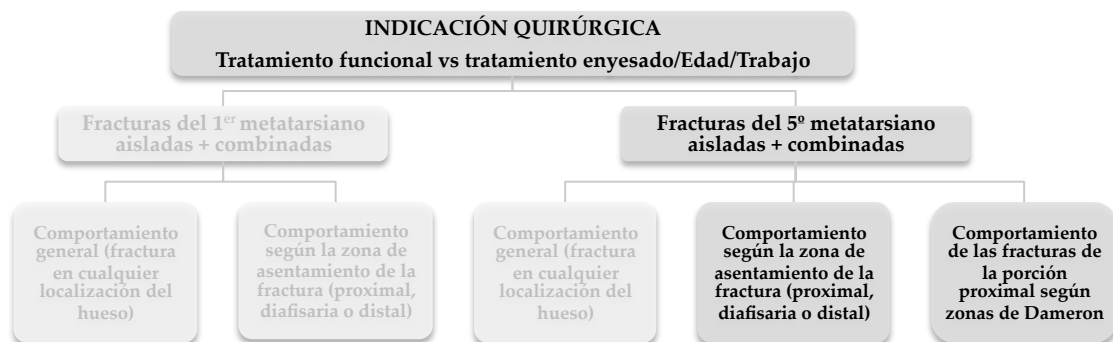 INDICACIÓN QUIRÚRGICA
Tratamiento funcional vs tratamiento enyesado/Edad/Trabajo
Fracturas del 1er metatarsiano
aisladas + combinadas
Fracturas del 5º metatarsiano
aisladas + combinadas
Comportamiento
general (fractura
en cualquier
localización del
hueso)
Comportamiento
según la zona de
asentamiento de la
fractura (proximal,
diafisaria o distal)
Comportamiento
general (fractura
en cualquier
localización del
hueso)
Comportamiento
según la zona de
asentamiento de la
fractura (proximal,
diafisaria o distal)
Comportamiento
de las fracturas de
la porción
proximal según
zonas de Dameron